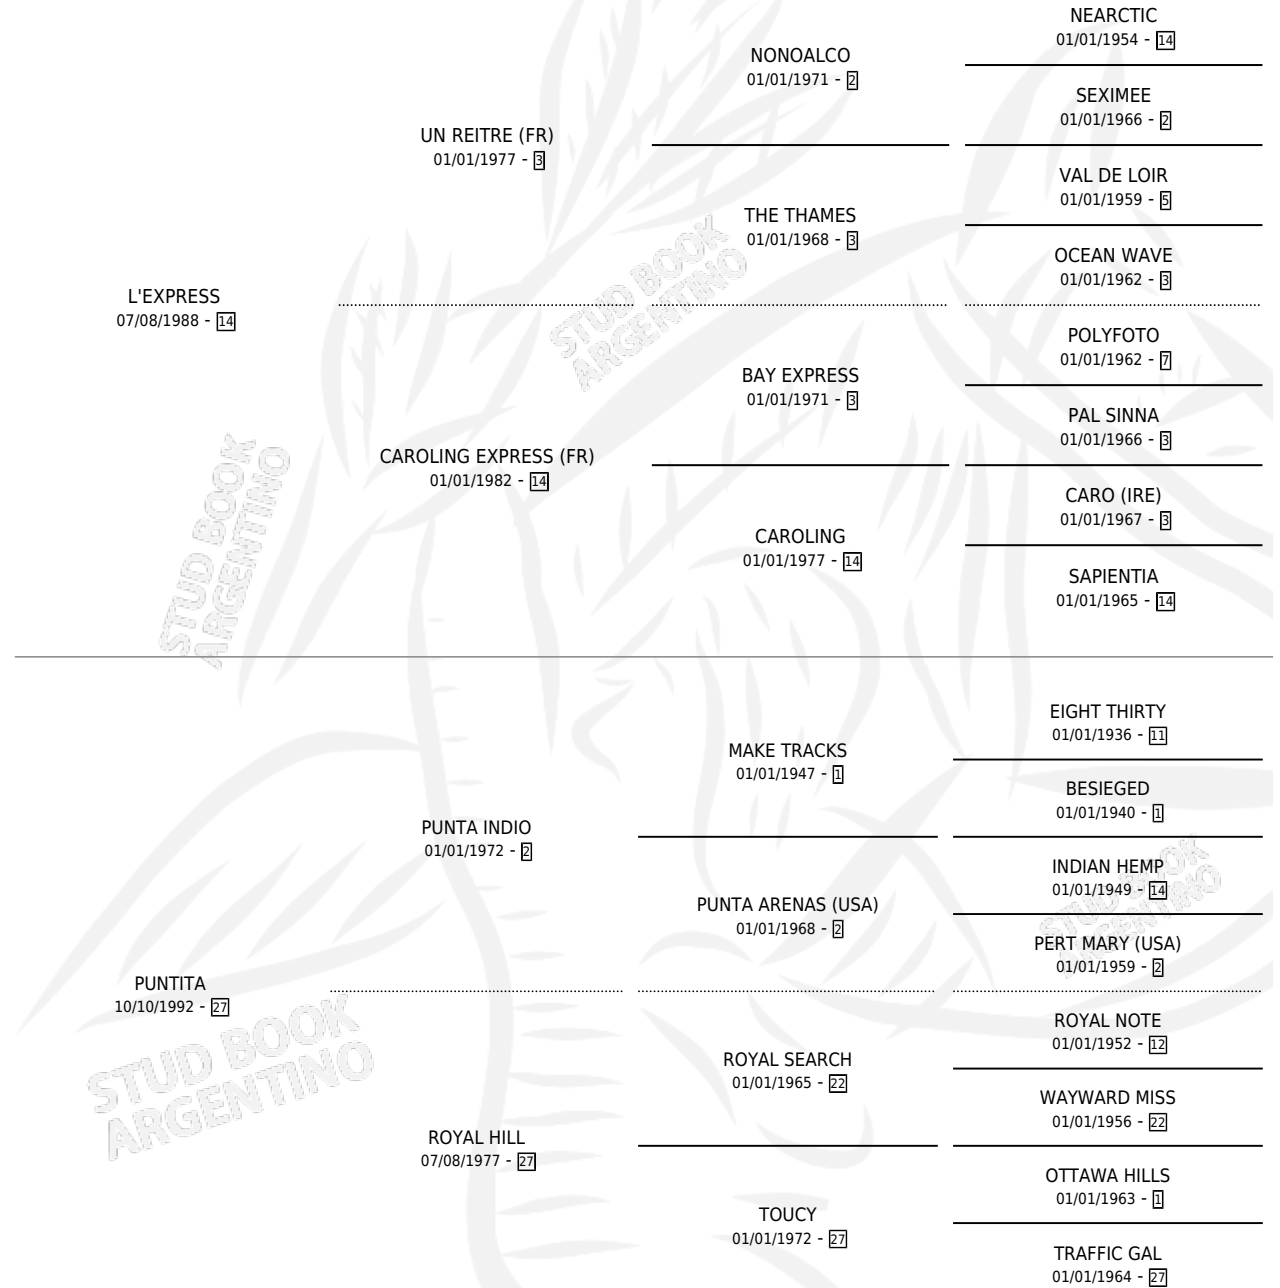 NEARCTIC
01/01/1954 - 14
NONOALCO
01/01/1971 - 2
SEXIMEE
01/01/1966 - 2
UN REITRE (FR)
01/01/1977 - 3
VAL DE LOIR
01/01/1959 - 5
THE THAMES
01/01/1968 - 3
OCEAN WAVE
01/01/1962 - 3
L'EXPRESS
07/08/1988 - 14
POLYFOTO
01/01/1962 - 7
BAY EXPRESS
01/01/1971 - 3
PAL SINNA
01/01/1966 - 3
CAROLING EXPRESS (FR)
01/01/1982 - 14
CARO (IRE)
01/01/1967 - 3
CAROLING
01/01/1977 - 14
SAPIENTIA
01/01/1965 - 14
EIGHT THIRTY
01/01/1936 - 11
MAKE TRACKS
01/01/1947 - 1
BESIEGED
01/01/1940 - 1
PUNTA INDIO
01/01/1972 - 2
INDIAN HEMP
01/01/1949 - 14
PUNTA ARENAS (USA)
01/01/1968 - 2
PERT MARY (USA)
01/01/1959 - 2
PUNTITA
10/10/1992 - 27
ROYAL NOTE
01/01/1952 - 12
ROYAL SEARCH
01/01/1965 - 22
WAYWARD MISS
01/01/1956 - 22
ROYAL HILL
07/08/1977 - 27
OTTAWA HILLS
01/01/1963 - 1
TOUCY
01/01/1972 - 27
TRAFFIC GAL
01/01/1964 - 27
STUD BOOK
ARGENTINO
STUD BOOK
ARGENTINO
STUD BOOK
ARGENTINO
STUD BOOK
ARGENTINO